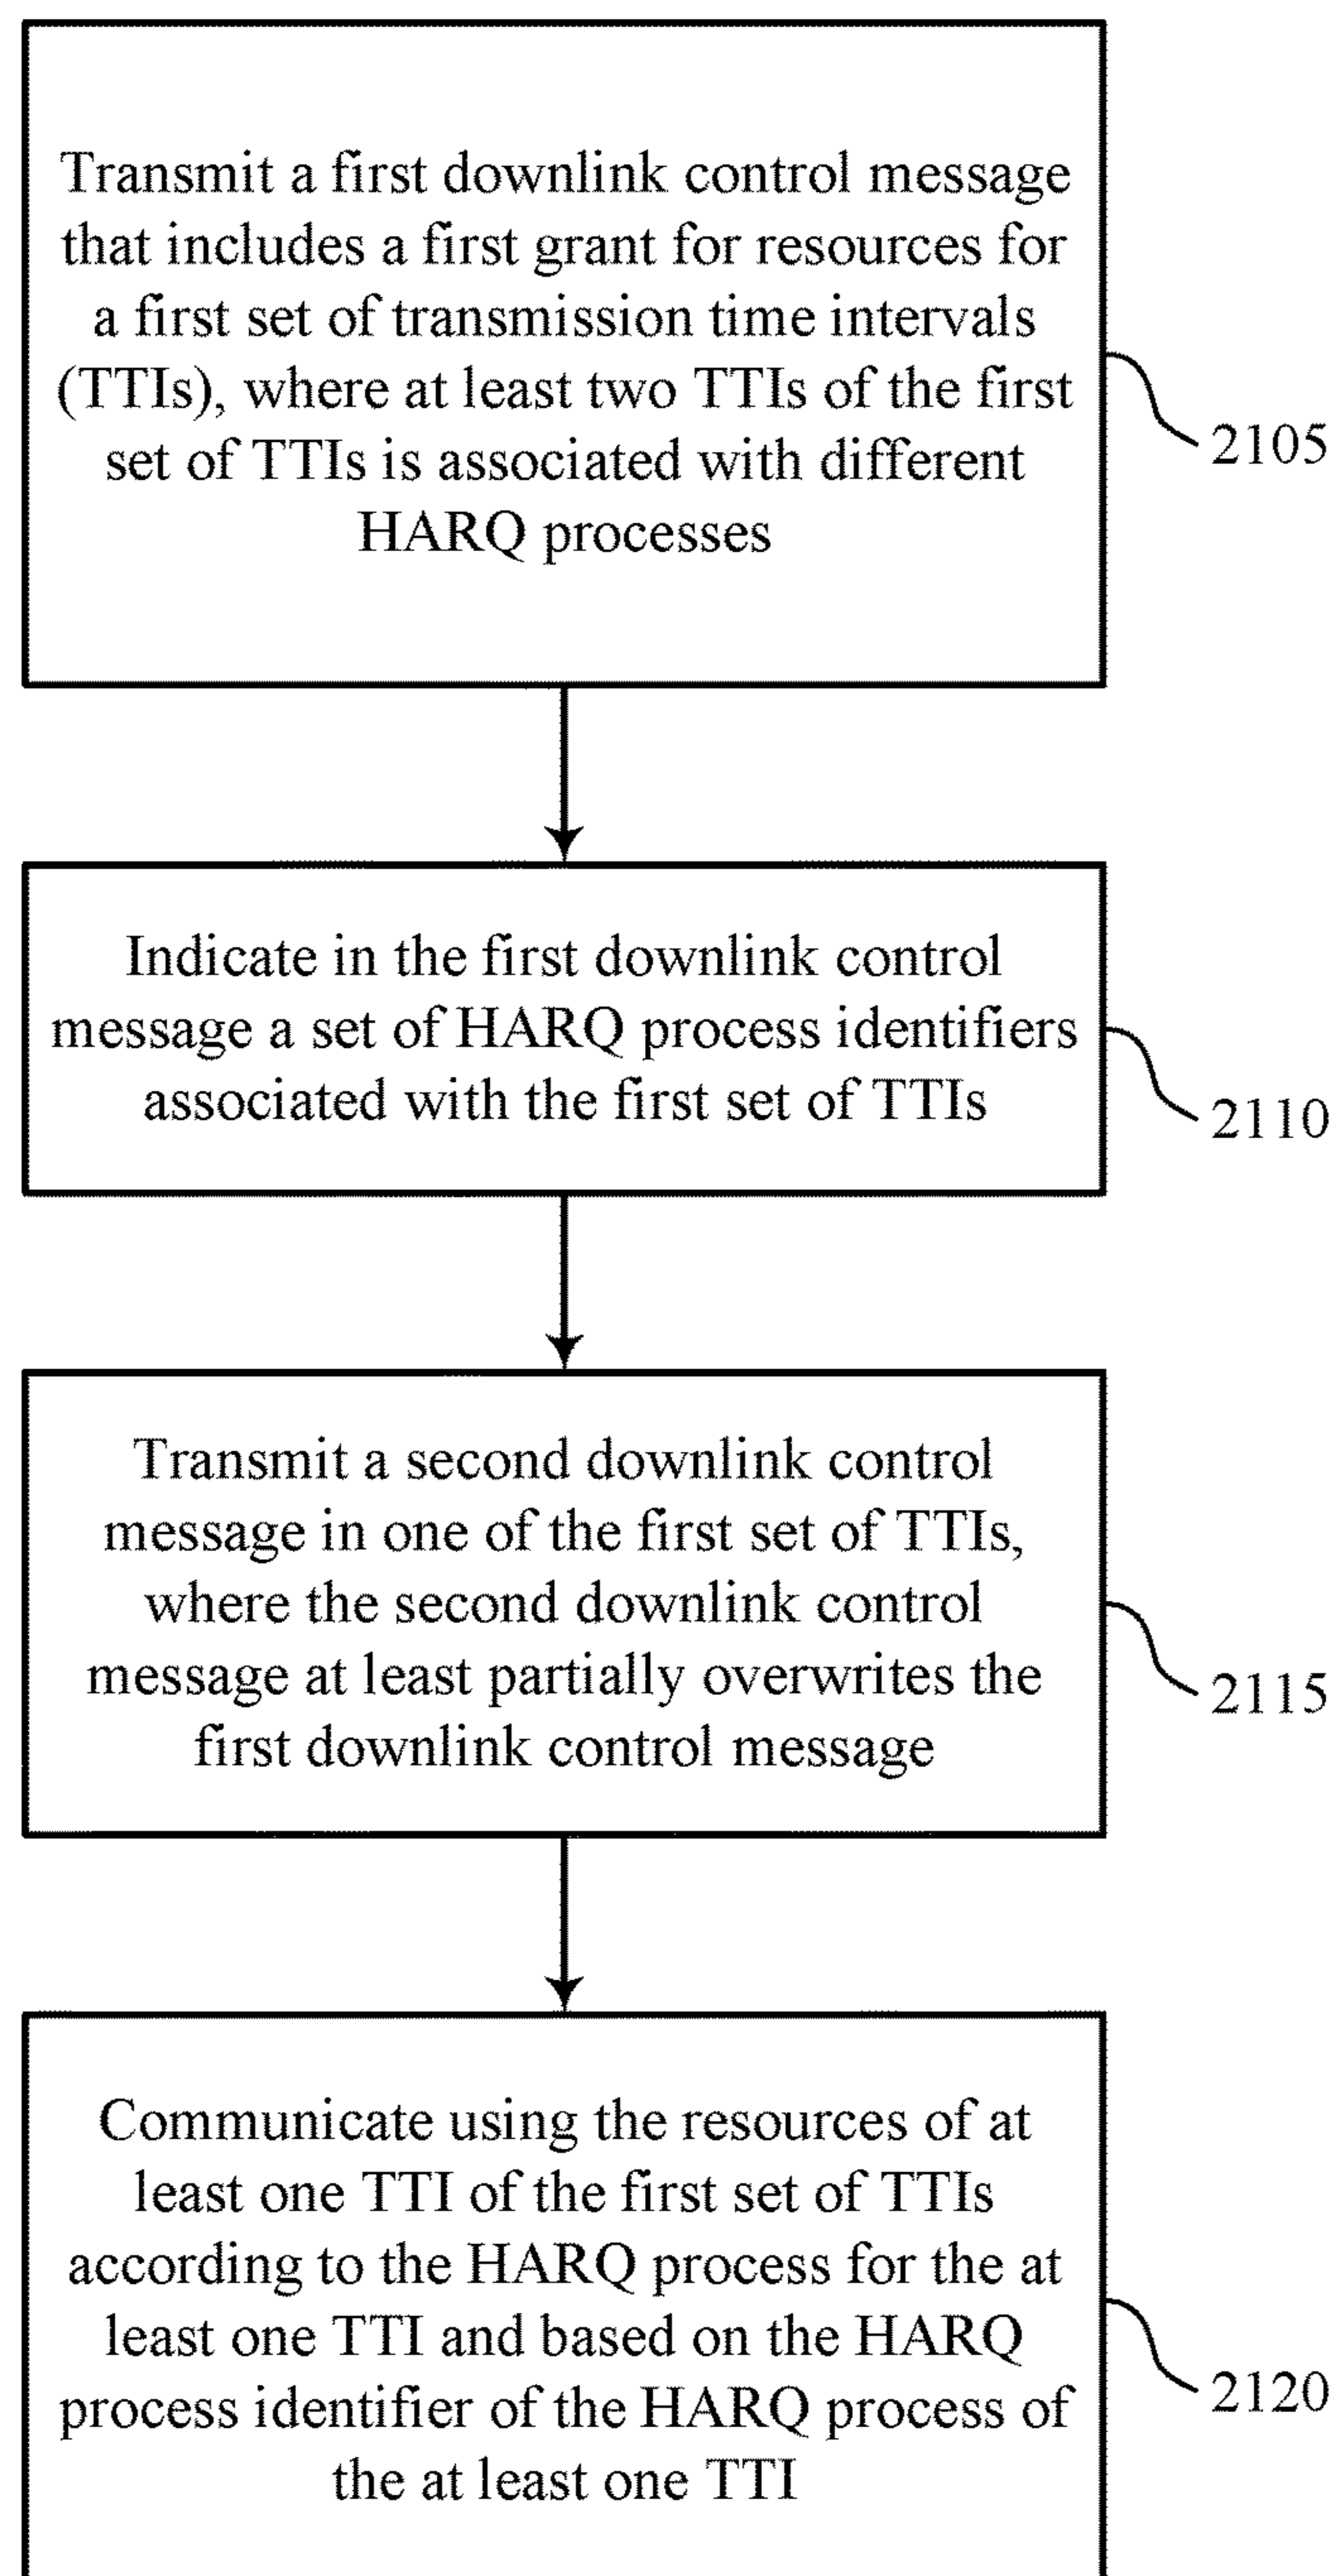 Transmit a first downlink control message
that includes a first grant for resources for
a first set of transmission time intervals
(TTIs), where at least two TTIs of the first
set of TTIs is associated with different
HARQ processes
2105
Indicate in the first downlink control
message a set of HARQ process identifiers
associated with the first set of TTIs
2110
Transmit a second downlink control
message in one of the first set of TTIs,
where the second downlink control
message at least partially overwrites the
first downlink control message
2115
Communicate using the resources of at
least one TTI of the first set of TTIs
according to the HARQ process for the at
least one TTI and based on the HARQ
process identifier of the HARQ process of
the at least one TTI
2120